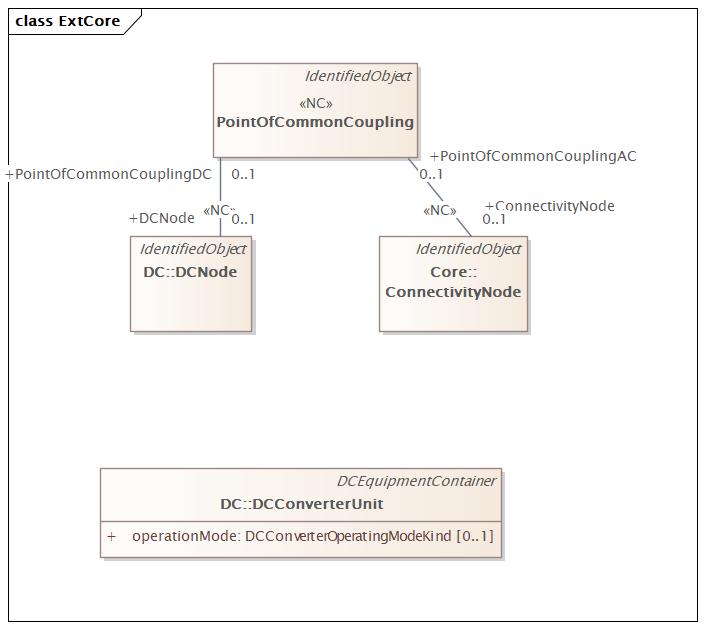 class ExtCore
IdentifiedObject
«NC»
PointOfCommonCoupling
+PointOfCommonCouplingDC
0..1
+PointOfCommonCouplingAC
0..1
+DCNode
«NC»
0..1
«NC»
+ConnectivityNode
0..1
IdentifiedObject
DC::DCNode
IdentifiedObject
Core::
ConnectivityNode
DCEquipmentContainer
DC::DCConverterUnit
+ operationMode: DCConverterOperatingModeKind [0..1]